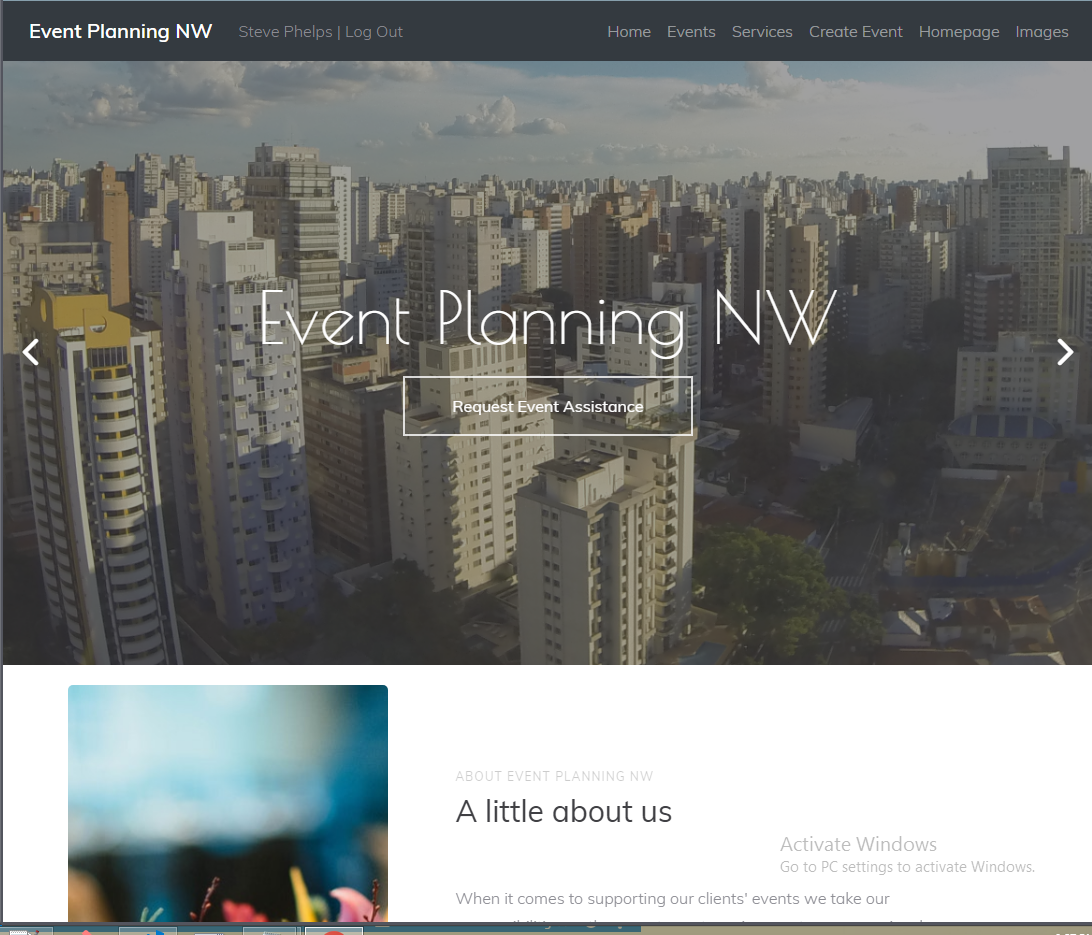 Event Planning NW Steve Phelps | Log Out Home Events Services Create Event Homepage Images
Event Planning NW
Request Event Assistance
ABOUT EVENT PLANNING NW
A little about us
Activate Windows
Go to PC settings to activate Windows.
When it comes to supporting our clients' events we take our